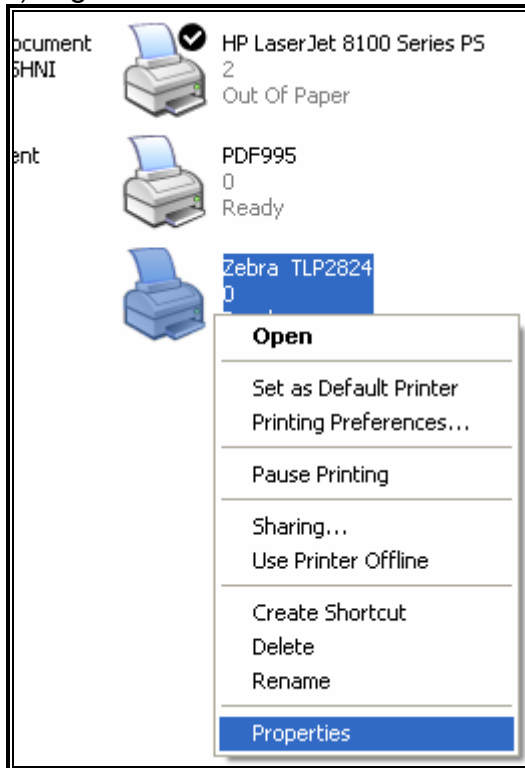 ocument
HP LaserJet 8100 Series PS
SHNI
2
Out Of Paper
ent
PDF995
0
Ready
Zebra TLP2824
0
Open
Set as Default Printer
Printing Preferences...
Pause Printing
Sharing...
Use Printer Offline
Create Shortcut
Delete
Rename
Properties